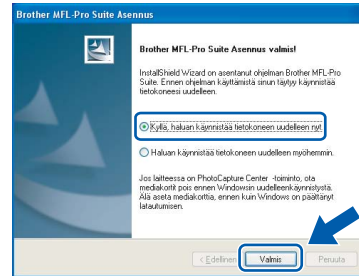 Brother MFL-Pro Suite Asennus
Brother MFL-Pro Suite Asennus valmis!
InstallShield Wizard on asentanut ohjelman Brother MFL-Pro
Suite. Ennen ohjelman käyttämistä sinun täytyy käynnistää
tietokoneesi uudelleen.
Kyllä, haluan käynnistää tietokoneen uudelleen nyt.
Haluan käynnistää tietokoneen uudelleen myöhemmin.
Jos laitteessa on PhotoCapture Center -toiminto, ota
mediakortit pois ennen Windowsin uudelleenkäynnistystä.
Älä aseta mediakorttia, ennen kuin Windows on päättänyt
latautumisen.
< Edellinen Valmis Peruuta